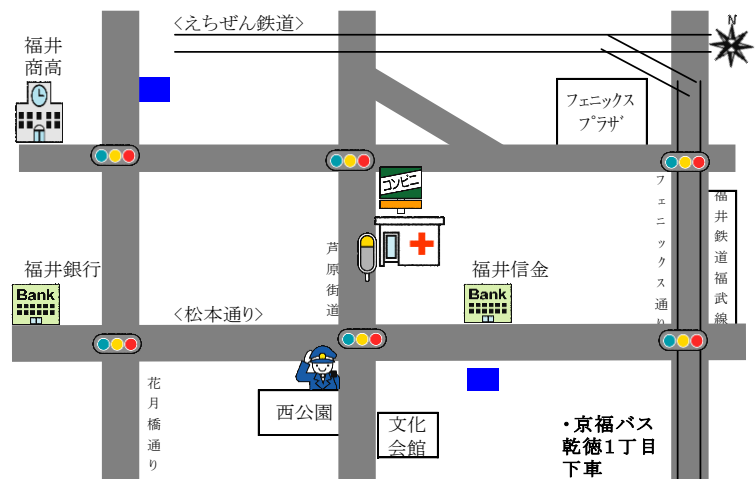 <えちぜん鉄道>
N
福井
商高
フェニックス
プラザ
コンビニ
フェニックス通り
福井鉄道福武線
芦原街道
福井銀行
Bank
福井信金
Bank
<松本通り>
花月橋通り
西公園
文化
会館
・京福バス
乾徳1丁目
下車